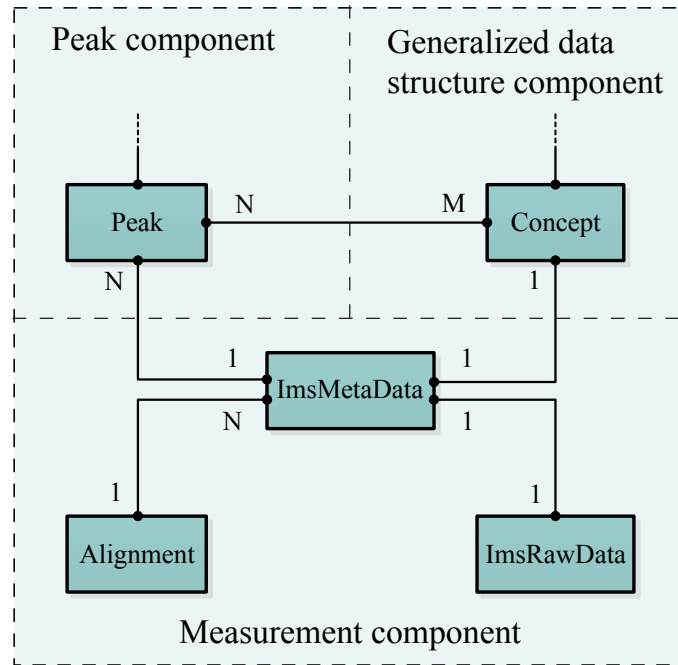 Peak component
Generalized data
structure component
Peak
N
M
Concept
N
1
1
ImsMetaData
1
N
1
1
1
Alignment
ImsRawData
Measurement component